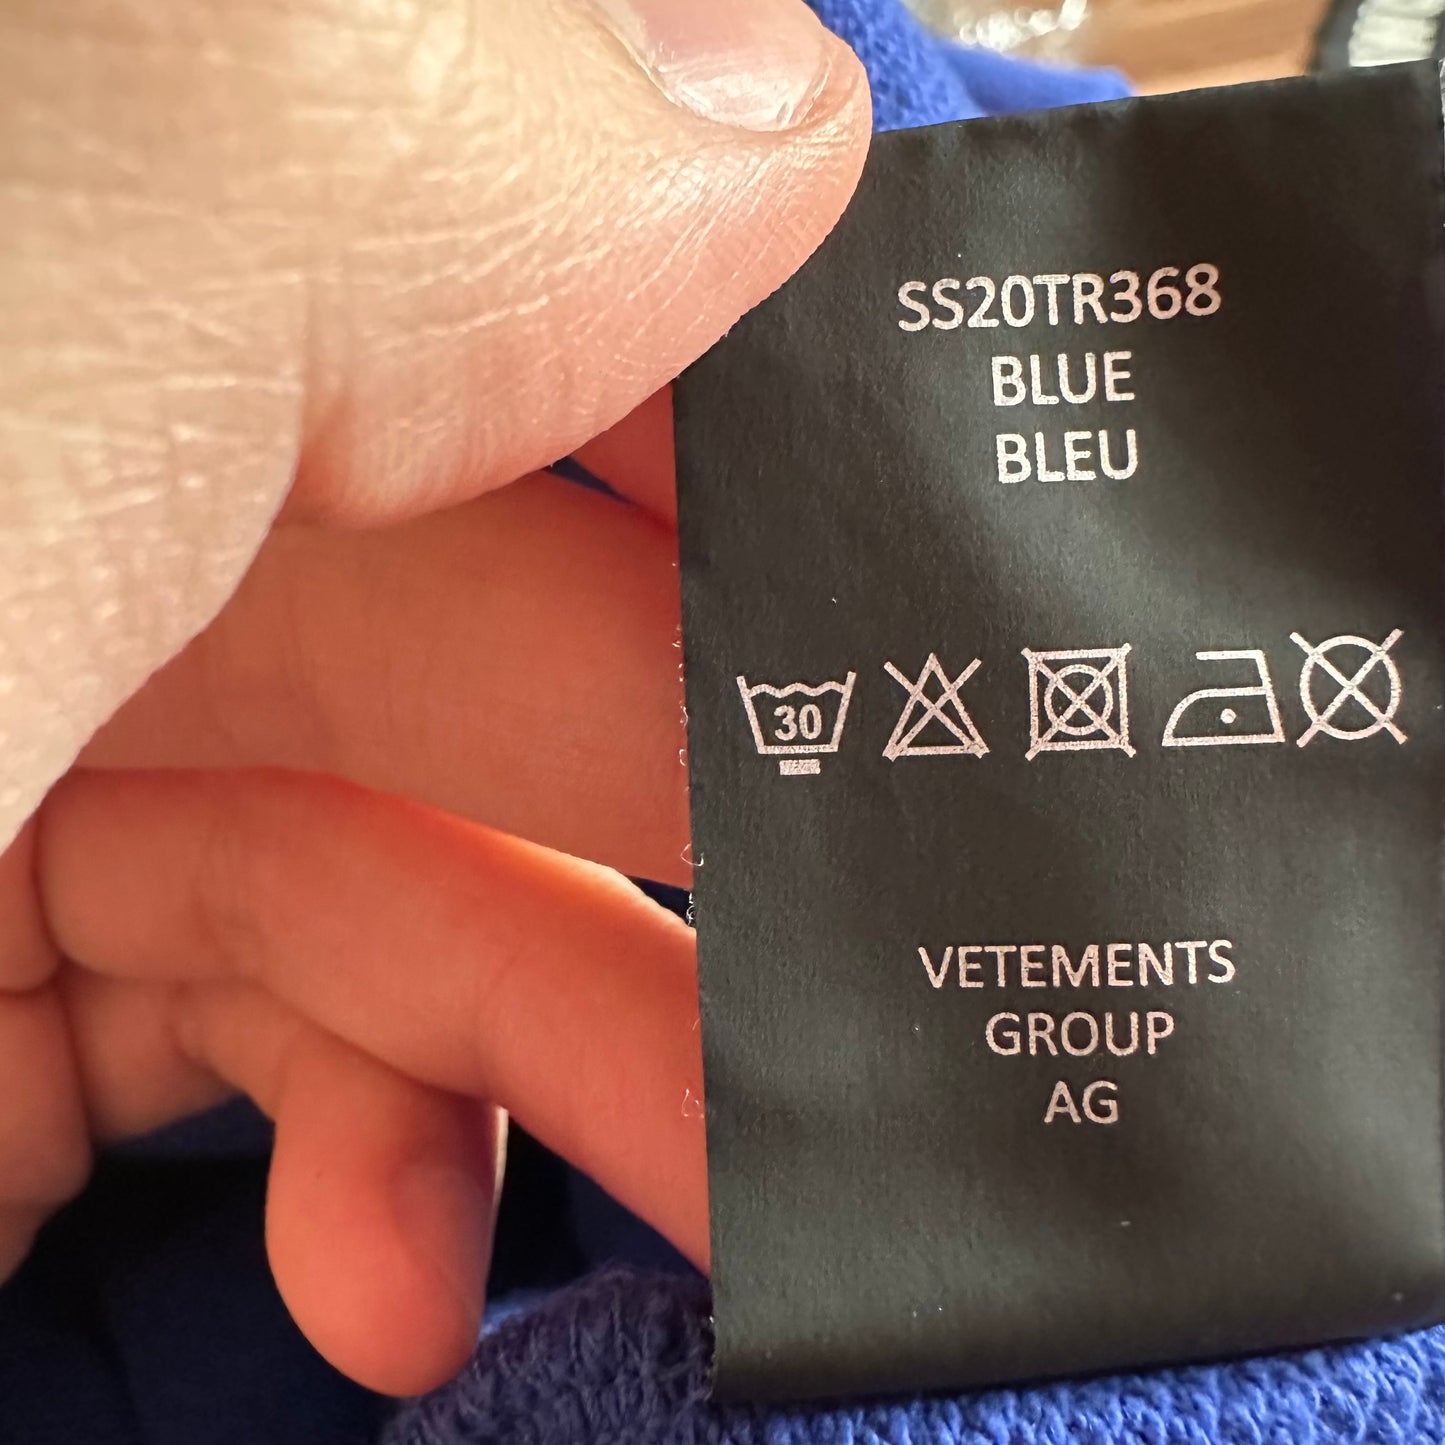 SS20TR368
BLUE
BLEU
30
VETEMENTS
GROUP
AG